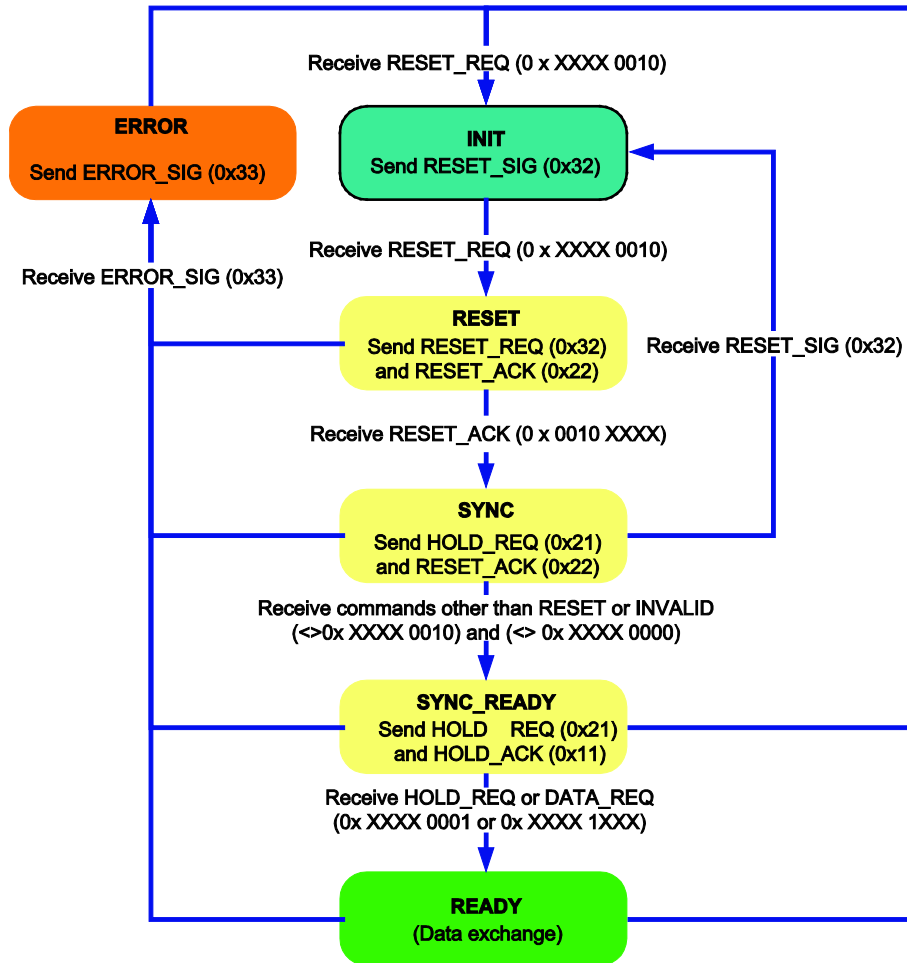 Receive RESET_REQ (0 x XXXX 0010)
ERROR
Send ERROR_SIG (0x33)
INIT
Send RESET_SIG (0x32)
Receive RESET_REQ (0 x XXXX 0010)
Receive ERROR_SIG (0x33)
RESET
Send RESET_REQ (0x32)
and RESET_ACK (0x22)
Receive RESET_SIG (0x32)
Receive RESET_ACK (0 x 0010 XXXX)
SYNC
Send HOLD_REQ (0x21)
and RESET_ACK (0x22)
Receive commands other than RESET or INVALID
(<>0x XXXX 0010) and (<> 0x XXXX 0000)
SYNC_READY
Send HOLD REQ (0x21)
and HOLD_ACK (0x11)
Receive HOLD_REQ or DATA_REQ
(0x XXXX 0001 or 0x XXXX 1XXX)
READY
(Data exchange)